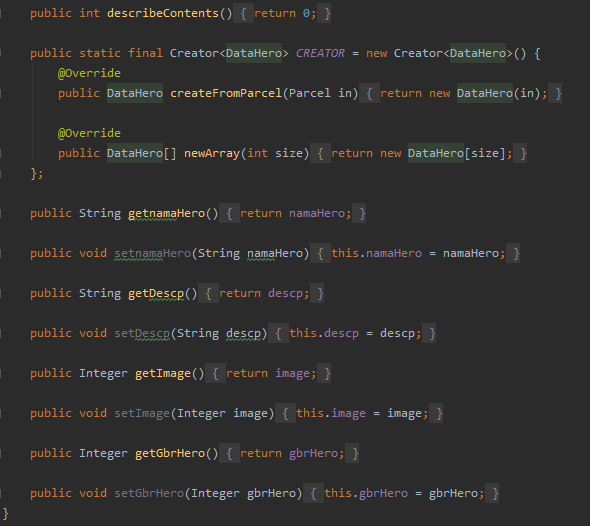 public int describeContents() { return 0; }
public static final Creator<DataHero> CREATOR = new Creator<DataHero>() {
@Override
public DataHero createFromParcel(Parcel in) { return new DataHero(in); }
@Override
public DataHero[] newArray(int size) { return new DataHero[size]; }
};
public String getnamaHero() { return namaHero; }
public void setnamaHero(String namaHero) { this.namaHero = namaHero; }
public String getDescp() { return descp; }
public void setDescp(String descp) { this.descp = descp; }
public Integer getImage() { return image; }
public void setImage(Integer image) { this.image = image; }
public Integer getGbrHero() { return gbrHero; }
public void setGbrHero(Integer gbrHero) { this.gbrHero = gbrHero; }
}